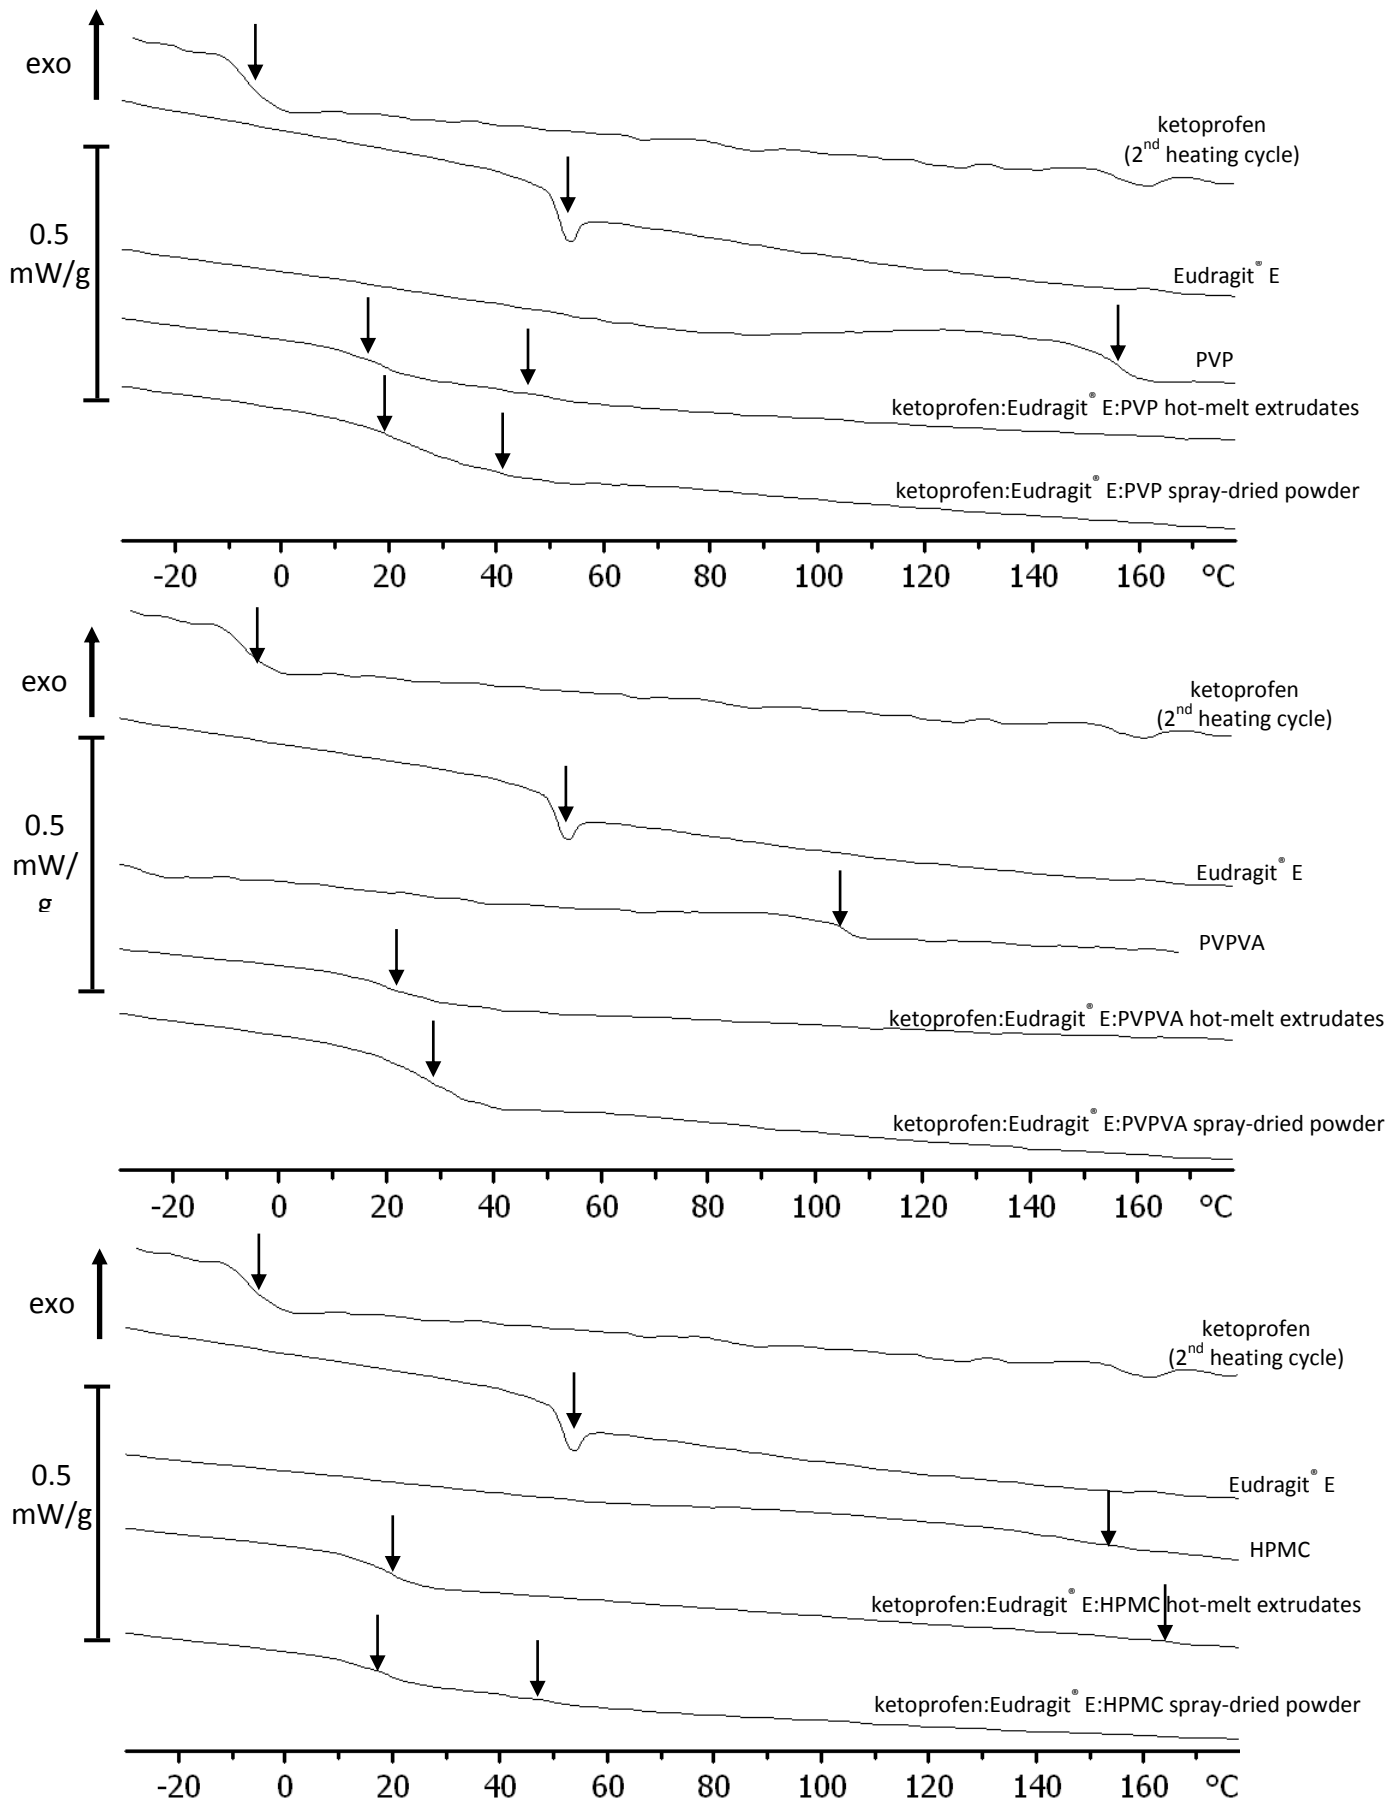 exo
ketoprofen
(2nd heating cycle)
0.5
mW/g
Eudragit® E
PVP
ketoprofen:Eudragit® E:PVP hot-melt extrudates
ketoprofen:Eudragit® E:PVP spray-dried powder
-20 0 20 40 60 80 100 120 140 160 °C
exo
ketoprofen
(2nd heating cycle)
0.5
mW/
g
Eudragit® E
PVPVA
ketoprofen:Eudragit® E:PVPVA hot-melt extrudates
ketoprofen:Eudragit® E:PVPVA spray-dried powder
-20 0 20 40 60 80 100 120 140 160 °C
exo
ketoprofen
(2nd heating cycle)
0.5
mW/g
Eudragit® E
HPMC
ketoprofen:Eudragit® E:HPMC hot-melt extrudates
ketoprofen:Eudragit® E:HPMC spray-dried powder
-20 0 20 40 60 80 100 120 140 160 °C